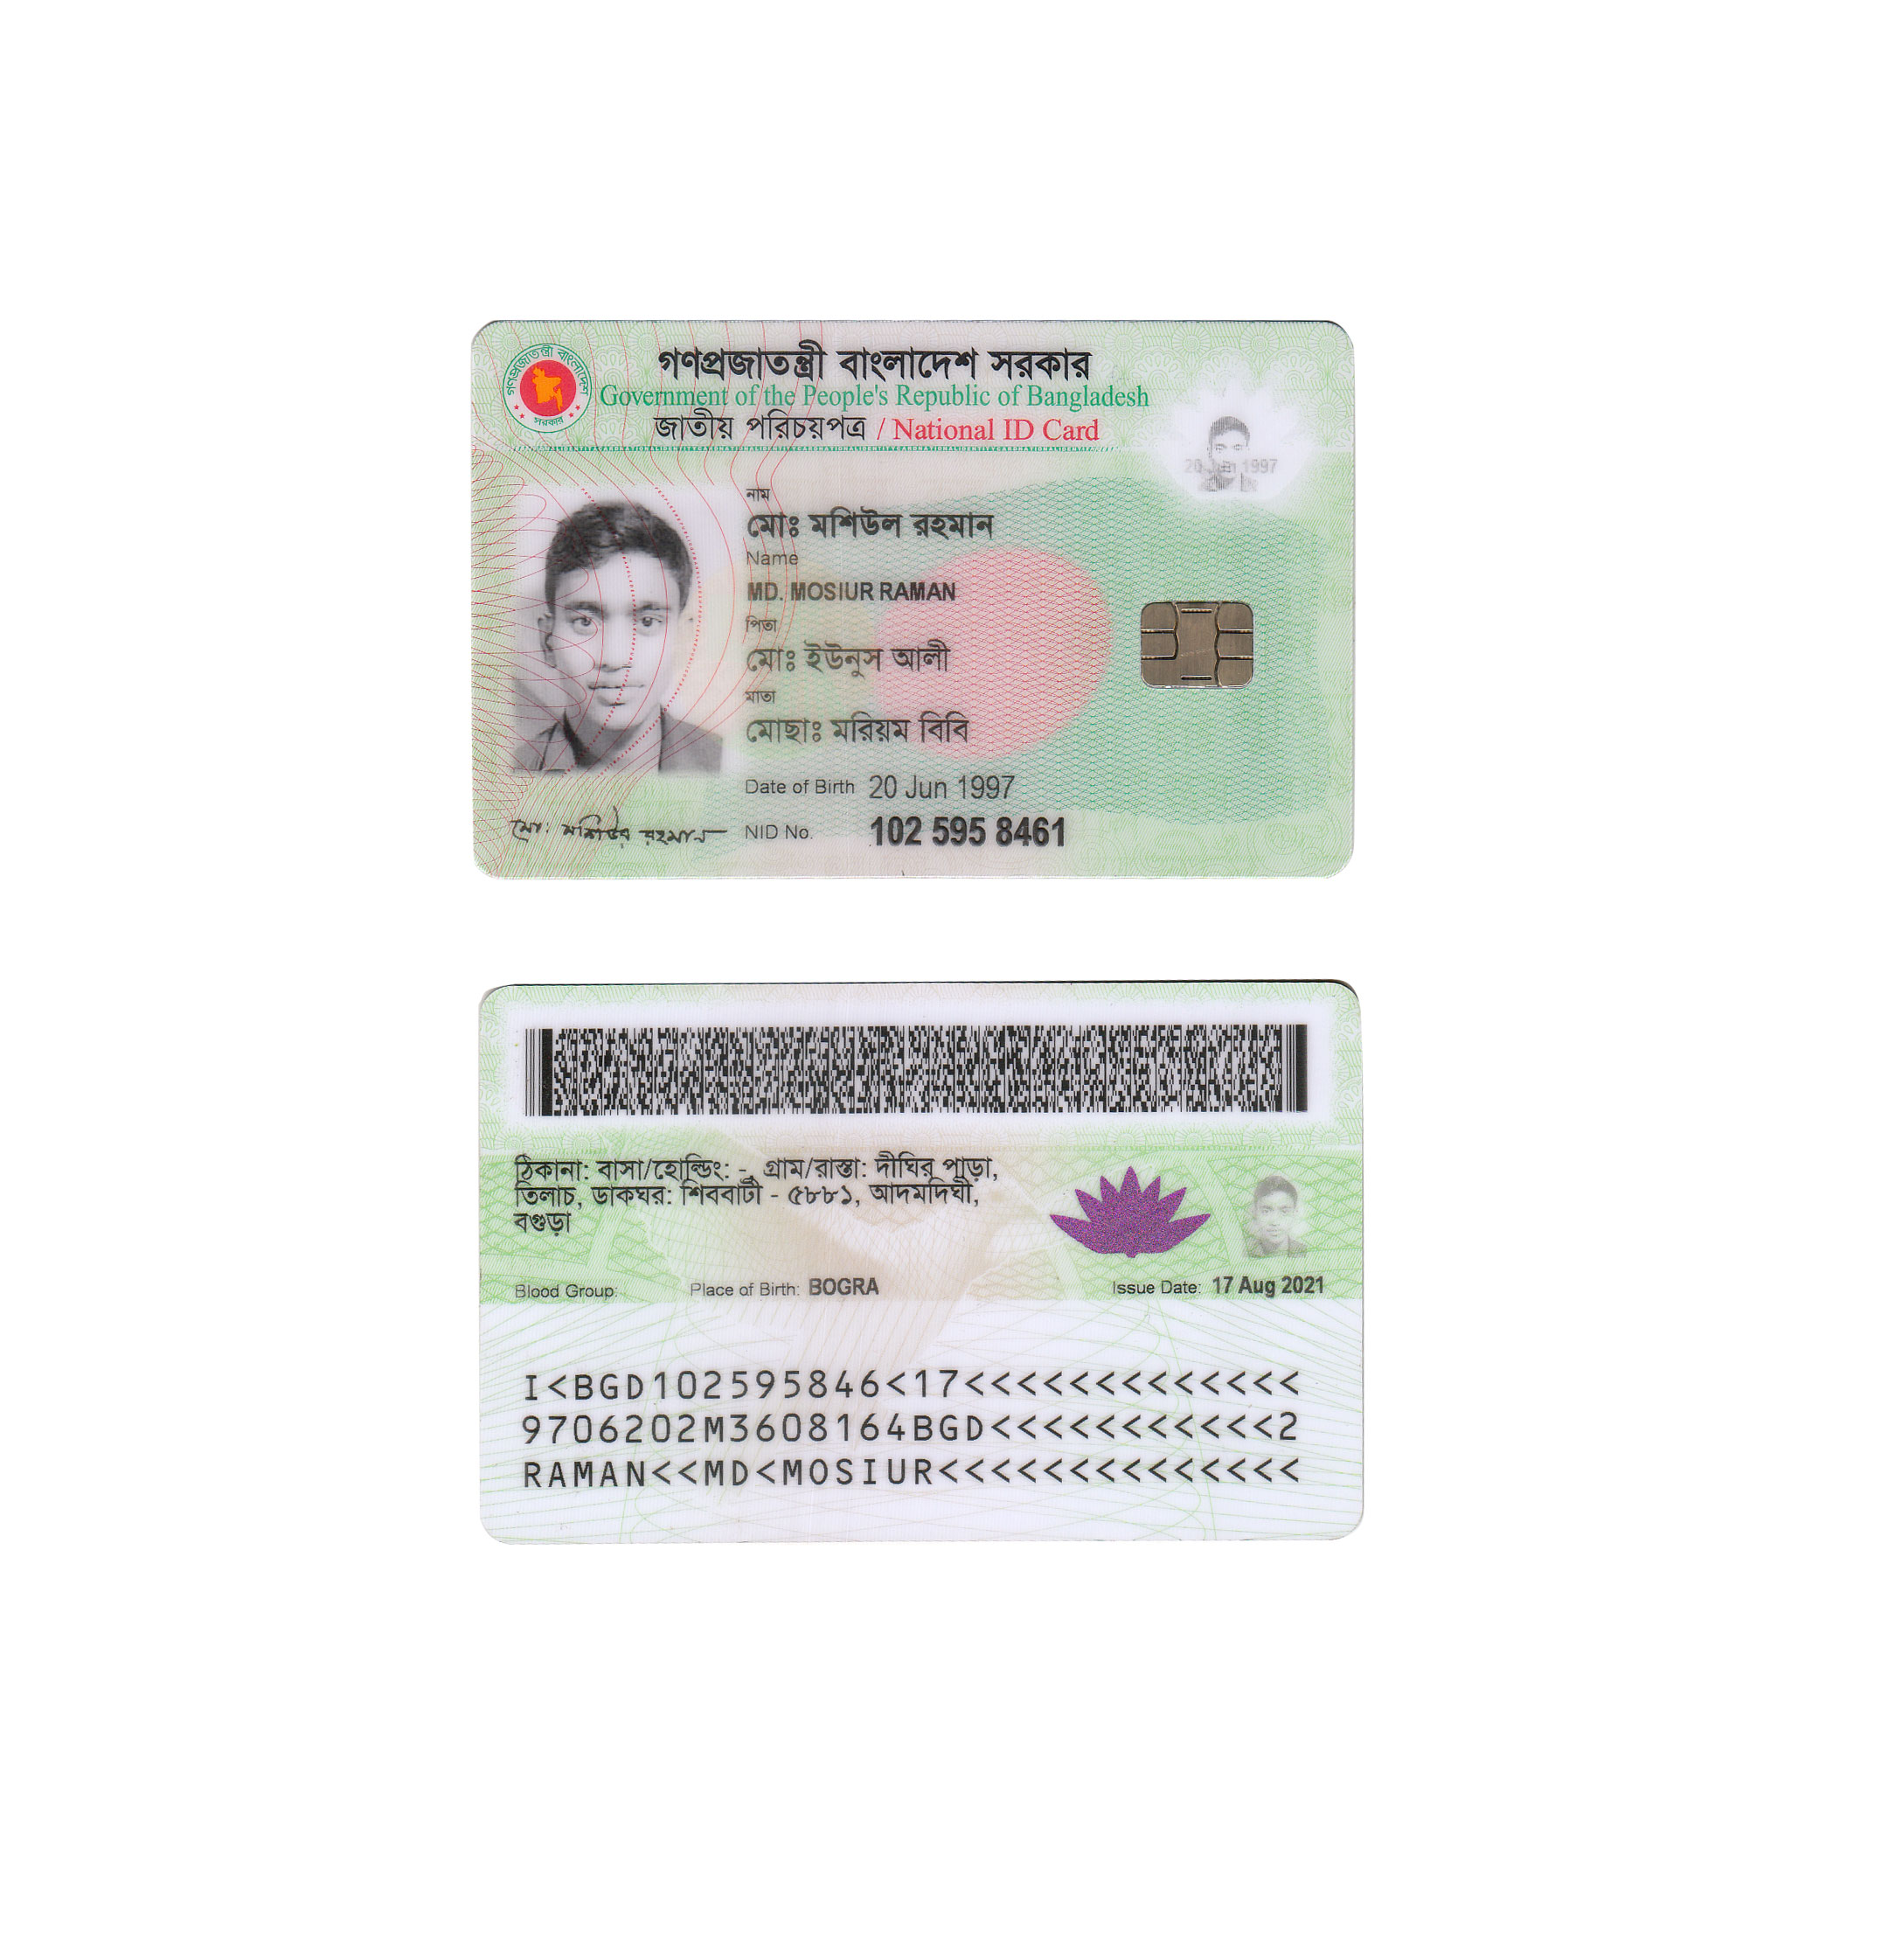 গণপ্রজাতন্ত্রী বাংলাদেশ সরকার
Government of the People's Republic of Bangladesh
জাতীয় পরিচয়পত্র / National ID Card
গণপ্রজাতন্ত্রী বাংলাদেশ
সরকার
20 Jun 1997
নাম
মোঃ মশিউল রহমান
Name
MD. MOSIUR RAMAN
পিতা
মোঃ ইউনুস আলী
মাতা
মোছাঃ মরিয়ম বিবি
Date of Birth 20 Jun 1997
মো: মশিউর রহমান
NID No. 102 595 8461
ঠিকানা: বাসা/হোল্ডিং: -, গ্রাম/রাস্তা: দীঘির পাড়া,
তিলাচ, ডাকঘর: শিববাটী - ৫৮৮১, আদমদিঘী,
বগুড়া
Blood Group: Place of Birth: BOGRA Issue Date: 17 Aug 2021
I<BGD102595846<17<<<<<<<<<<<<<
9706202M3608164BGD<<<<<<<<<<<2
RAMAN<<MD<MOSIUR<<<<<<<<<<<<<<